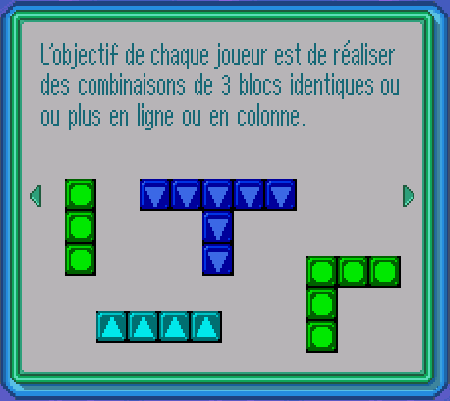 L'objectif de chaque joueur est de réaliser
des combinaisons de 3 blocs identiques ou
ou plus en ligne ou en colonne.